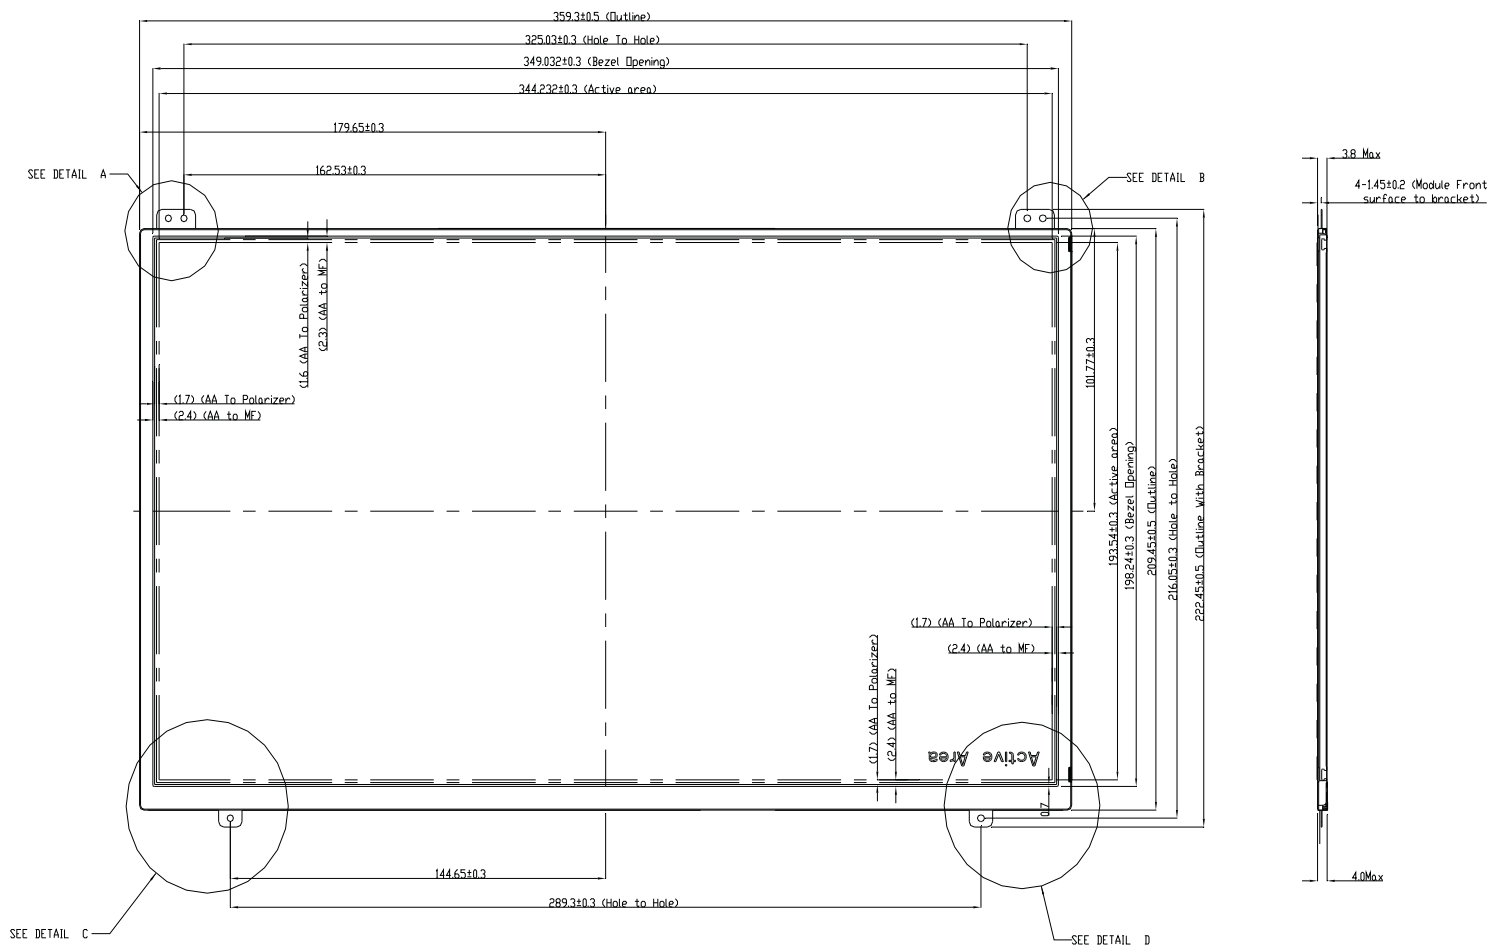 359.3±0.5 (Outline)
325.03±0.3 (Hole To Hole)
349.032±0.3 (Bezel Opening)
344.232±0.3 (Active area)
179.65±0.3
162.53±0.3
SEE DETAIL A
SEE DETAIL B
3.8 Max
4-1.45±0.2 (Module Front
surface to bracket)
(1.6 (AA To Polarizer)
(2.3) (AA to MF)
(1.7) (AA To Polarizer)
(2.4) (AA to MF)
101.77±0.3
193.54±0.3 (Active area)
198.24±0.3 (Bezel Opening)
209.45±0.5 (Outline)
216.05±0.3 (Hole to Hole)
222.45±0.5 (Outline With Bracket)
(1.7) (AA To Polarizer)
(2.4) (AA to MF)
(1.7) (AA To Polarizer)
(2.4) (AA to MF)
Active Area
0.7
144.65±0.3
289.3±0.3 (Hole to Hole)
4.0Max
SEE DETAIL C
SEE DETAIL D